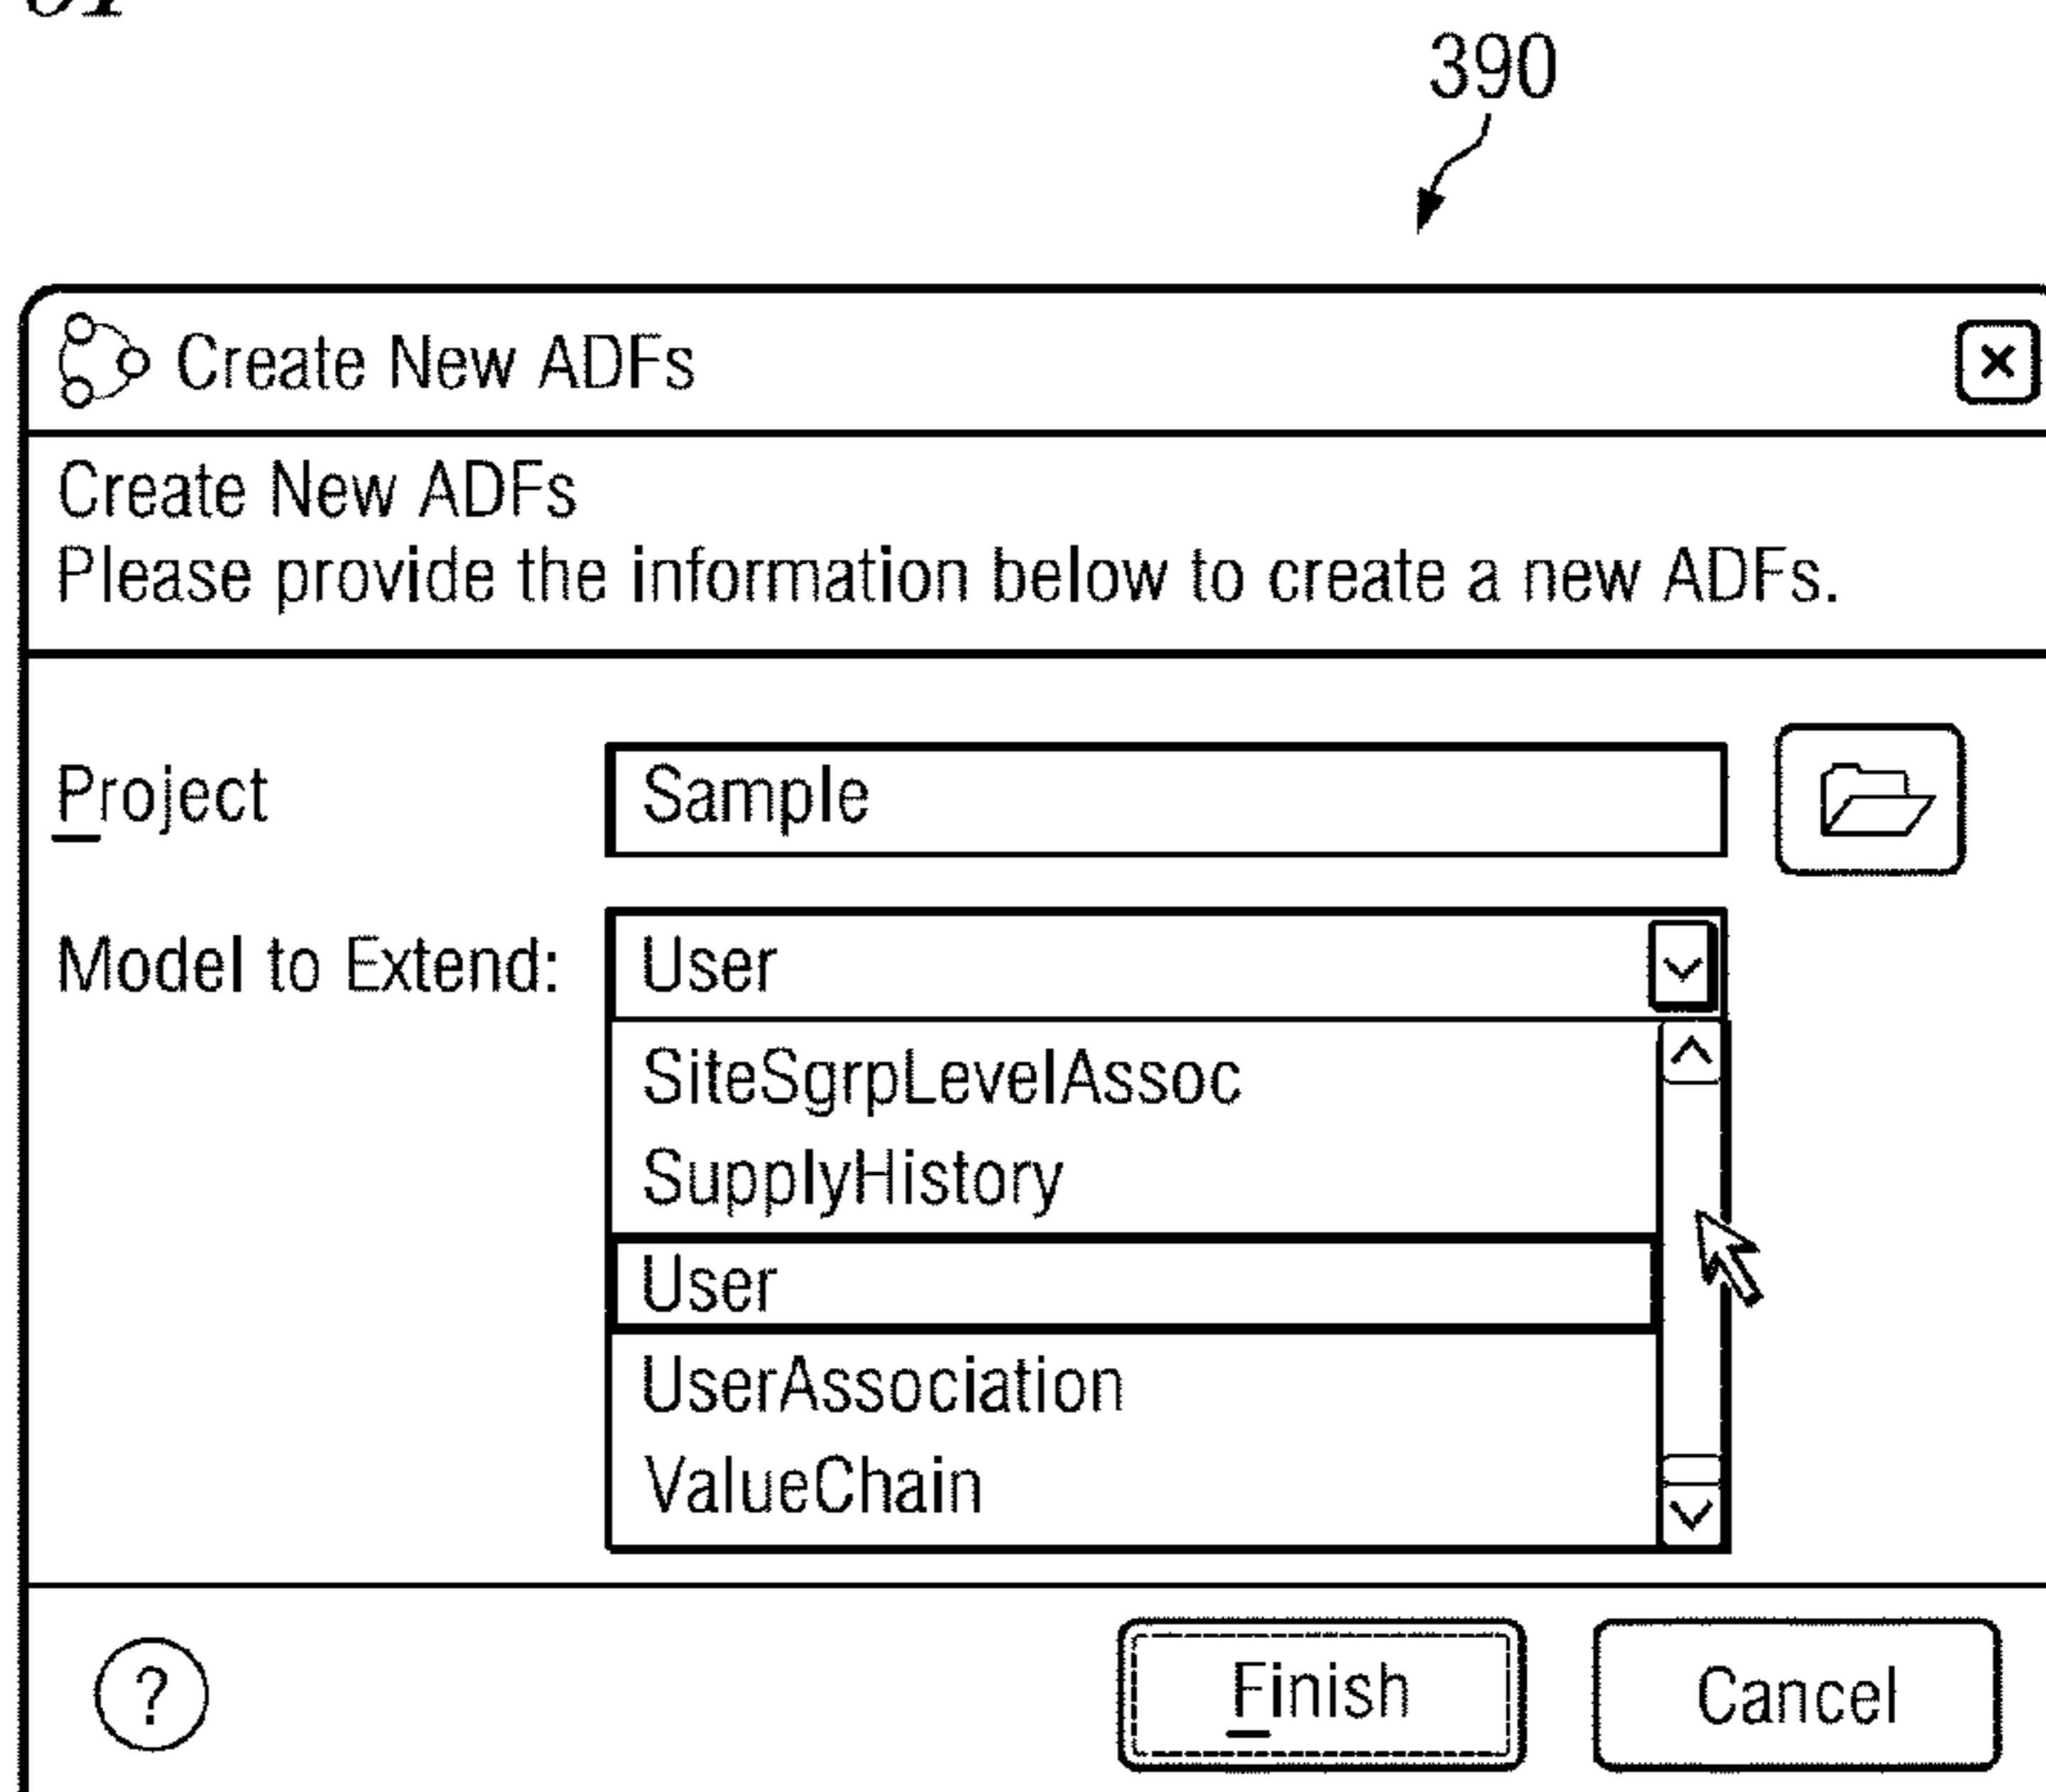 390
Create New ADFs
Create New ADFs
Please provide the information below to create a new ADFs.
Project
Sample
Model to Extend:
User
SiteSgrpLevelAssoc
SupplyHistory
User
UserAssociation
ValueChain
?
Finish
Cancel